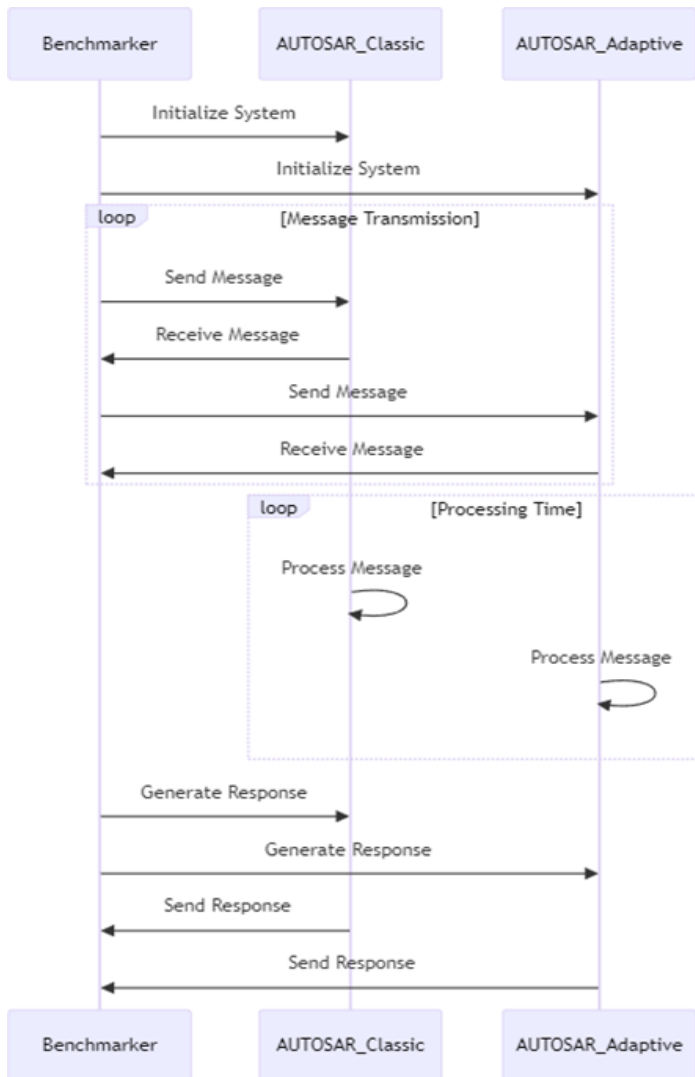 Benchmarker AUTOSAR_Classic AUTOSAR_Adaptive
Initialize System
Initialize System
loop [Message Transmission]
Send Message
Receive Message
Send Message
Receive Message
loop [Processing Time]
Process Message
Process Message
Generate Response
Generate Response
Send Response
Send Response
Benchmarker AUTOSAR_Classic AUTOSAR_Adaptive